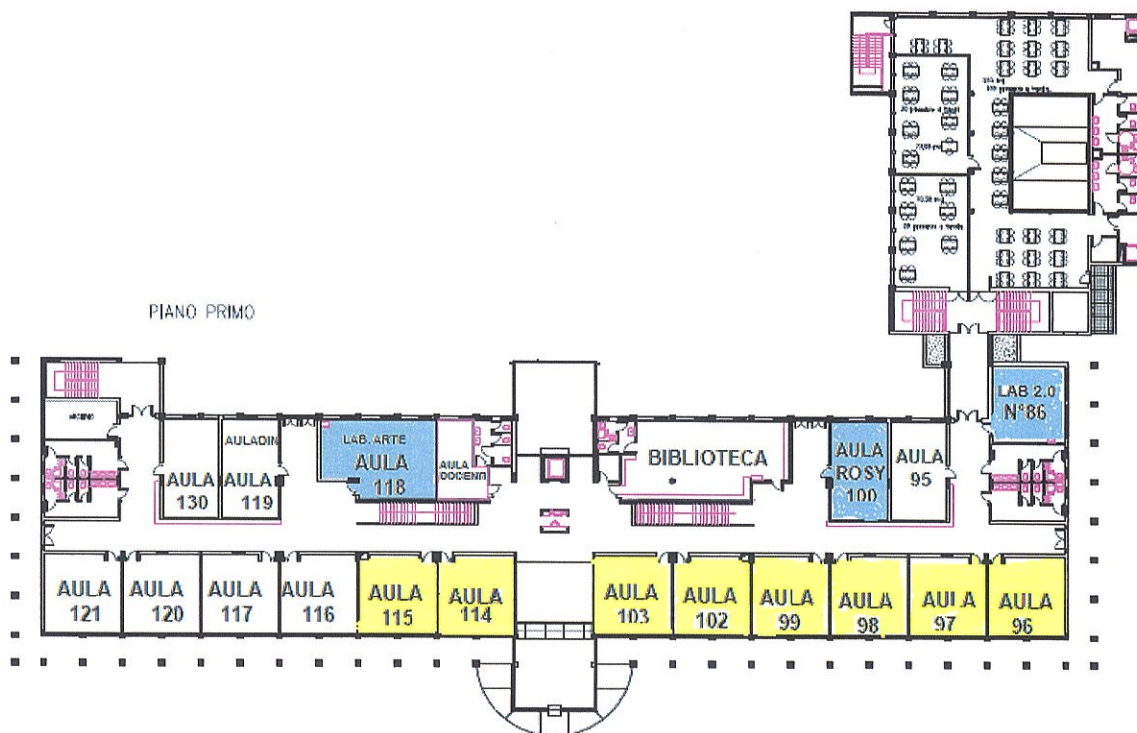 PIANO PRIMO
LAB 2.0
N°86
AULADIN
AULA
119
AULA
130
LAB. ARTE
AULA
118
AULA
DOCENTI
BIBLIOTECA
AULA
ROSY
100
AULA
95
AULA
121
AULA
120
AULA
117
AULA
116
AULA
115
AULA
114
AULA
103
AULA
102
AULA
99
AULA
98
AULA
97
AULA
96